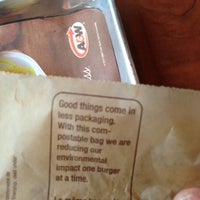 A&W
Good things come in
less packaging.
With this com-
postable bag we are
reducing our
environmental
impact one burger
at a time.